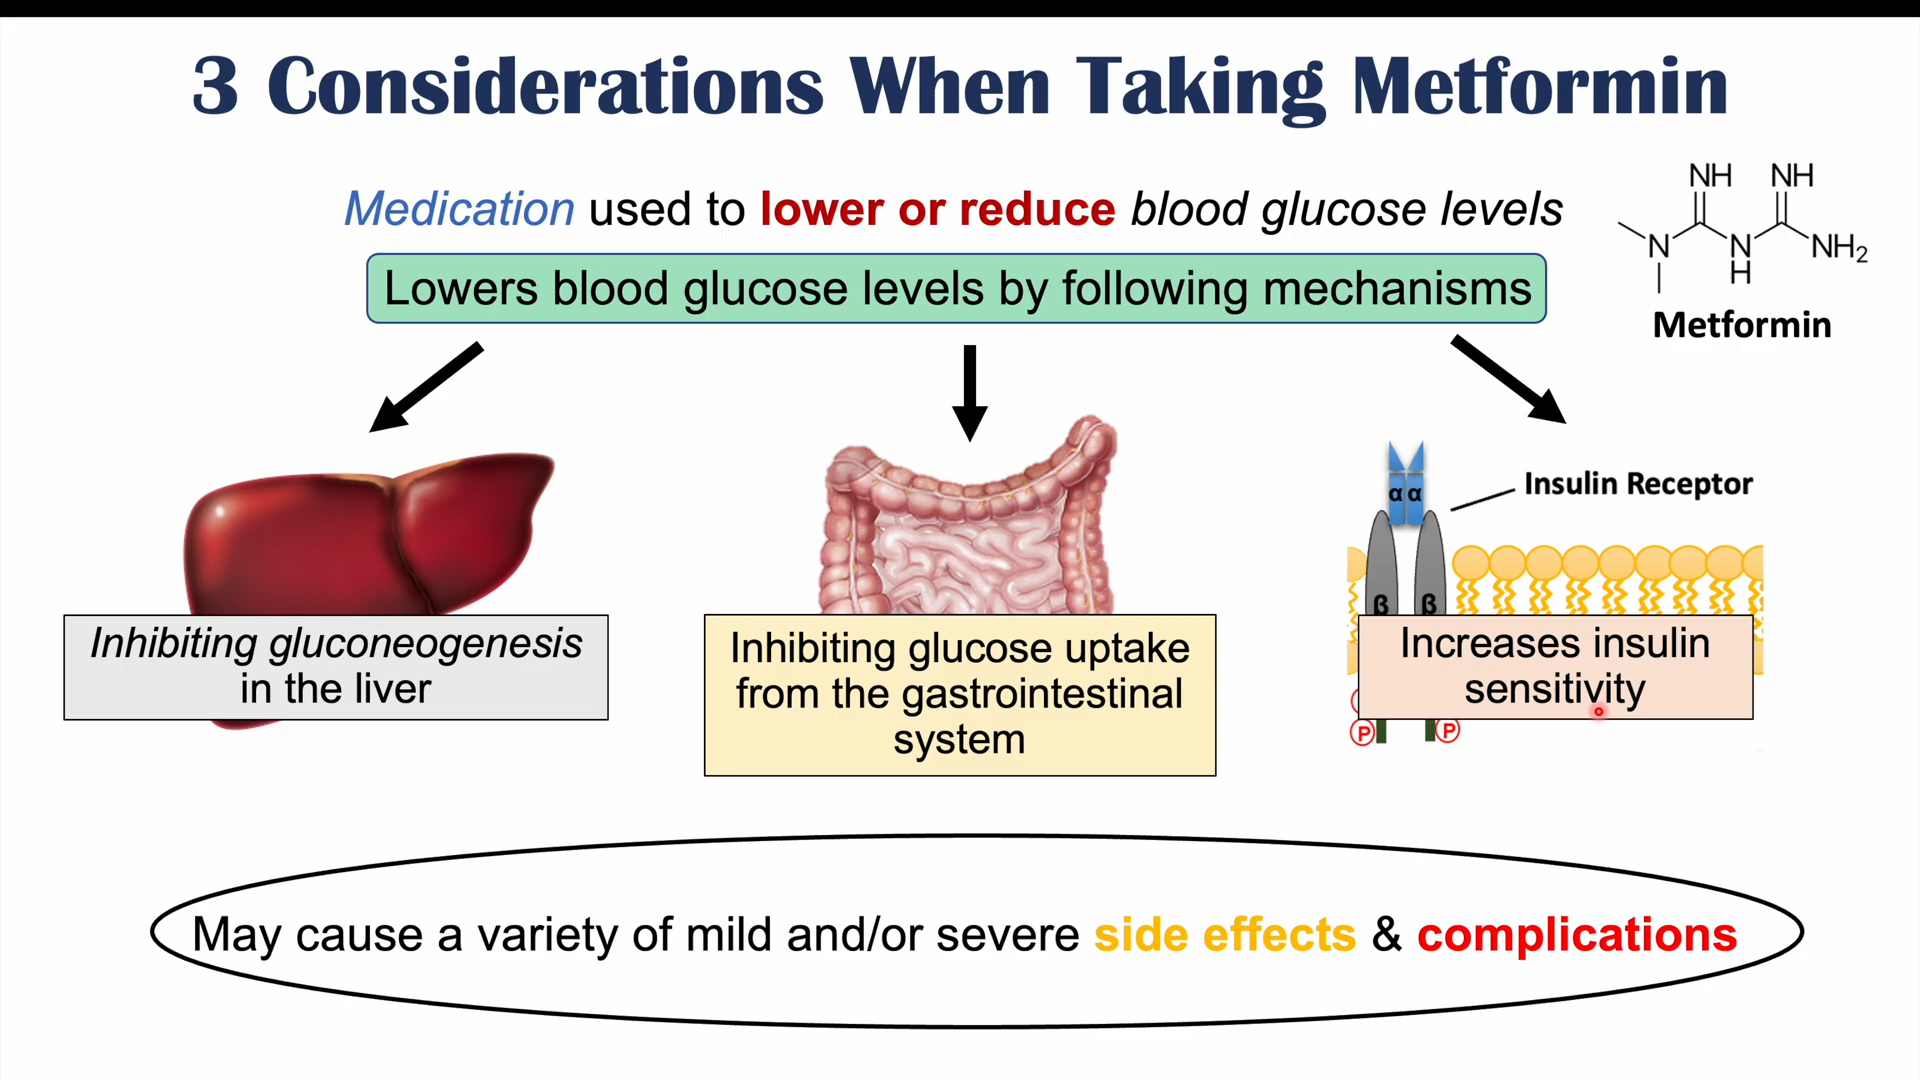 3 Considerations When Taking Metformin
Medication used to lower or reduce blood glucose levels
Lowers blood glucose levels by following mechanisms
NH NH
N N NH₂
H
Metformin
Insulin Receptor
α α
β β
Inhibiting gluconeogenesis
in the liver
Inhibiting glucose uptake
from the gastrointestinal
system
Increases insulin
sensitivity
P P
May cause a variety of mild and/or severe side effects & complications